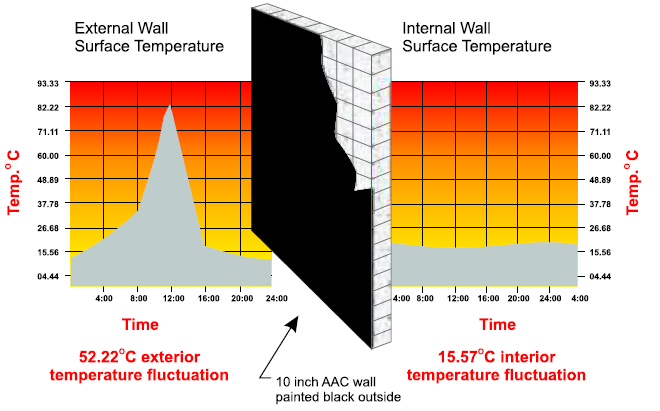 External Wall
Surface Temperature
Internal Wall
Surface Temperature
Temp.° C
93.33
82.22
71.11
60.00
48.89
37.78
26.68
15.56
04.44
4:00 8:00 12:00 16:00 20:00 24:00
Time
52.22°C exterior
temperature fluctuation
93.33
82.22
71.11
60.00
48.89
37.78
26.68
15.56
04.44
Temp.° C
4:00 8:00 12:00 16:00 20:00 24:00 4:00
Time
15.57°C interior
temperature fluctuation
10 inch AAC wall
painted black outside